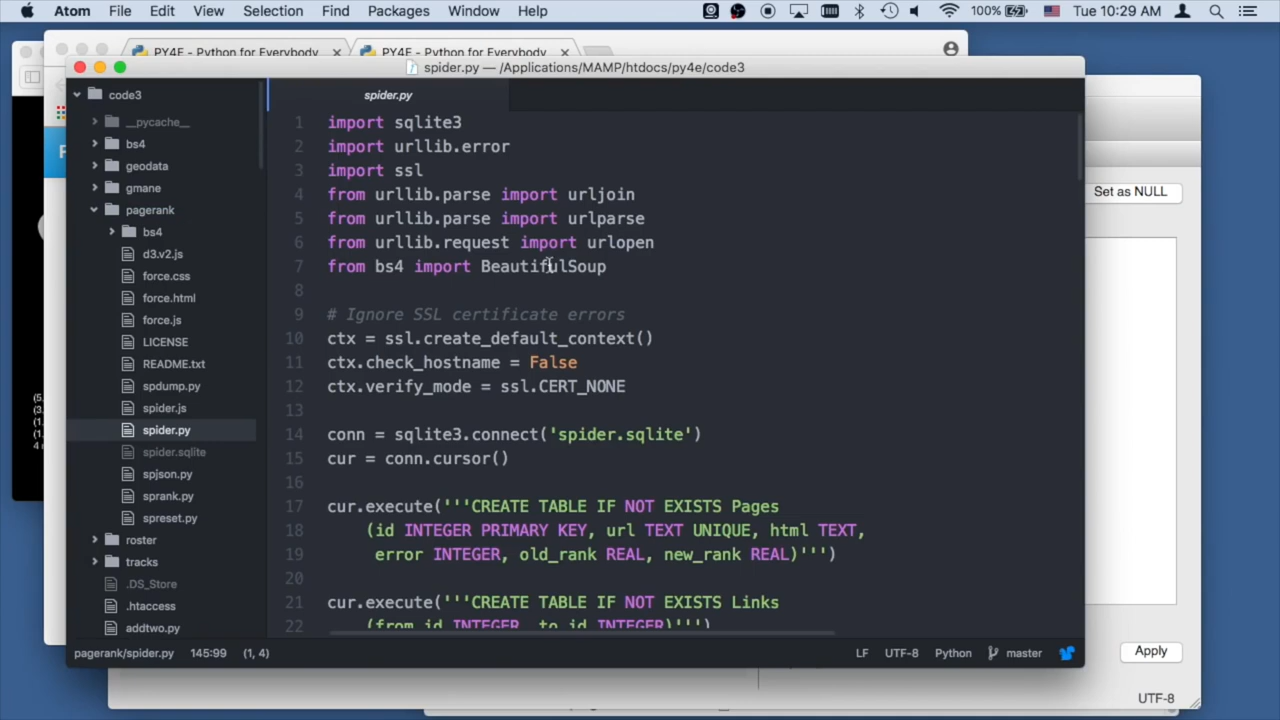 Atom File Edit View Selection Find Packages Window Help 100% Tue 10:29 AM
PY4E - Python for Everybody PY4E - Python for Everybody
spider.py — /Applications/MAMP/htdocs/py4e/code3
code3
__pycache__
bs4
geodata
gmane
pagerank
bs4
d3.v2.js
force.css
force.html
force.js
LICENSE
README.txt
spdump.py
spider.js
spider.py
spider.sqlite
spjson.py
sprank.py
spreset.py
roster
tracks
.DS_Store
.htaccess
addtwo.py
spider.py
1 import sqlite3
2 import urllib.error
3 import ssl
4 from urllib.parse import urljoin
5 from urllib.parse import urlparse
6 from urllib.request import urlopen
7 from bs4 import BeautifulSoup
8
9 # Ignore SSL certificate errors
10 ctx = ssl.create_default_context()
11 ctx.check_hostname = False
12 ctx.verify_mode = ssl.CERT_NONE
13
14 conn = sqlite3.connect('spider.sqlite')
15 cur = conn.cursor()
16
17 cur.execute('''CREATE TABLE IF NOT EXISTS Pages
18 (id INTEGER PRIMARY KEY, url TEXT UNIQUE, html TEXT,
19 error INTEGER, old_rank REAL, new_rank REAL)''')
20
21 cur.execute('''CREATE TABLE IF NOT EXISTS Links
22 (from_id INTEGER, to_id INTEGER)''')
pagerank/spider.py 145:99 (1, 4) LF UTF-8 Python master
Set as NULL
Apply
UTF-8